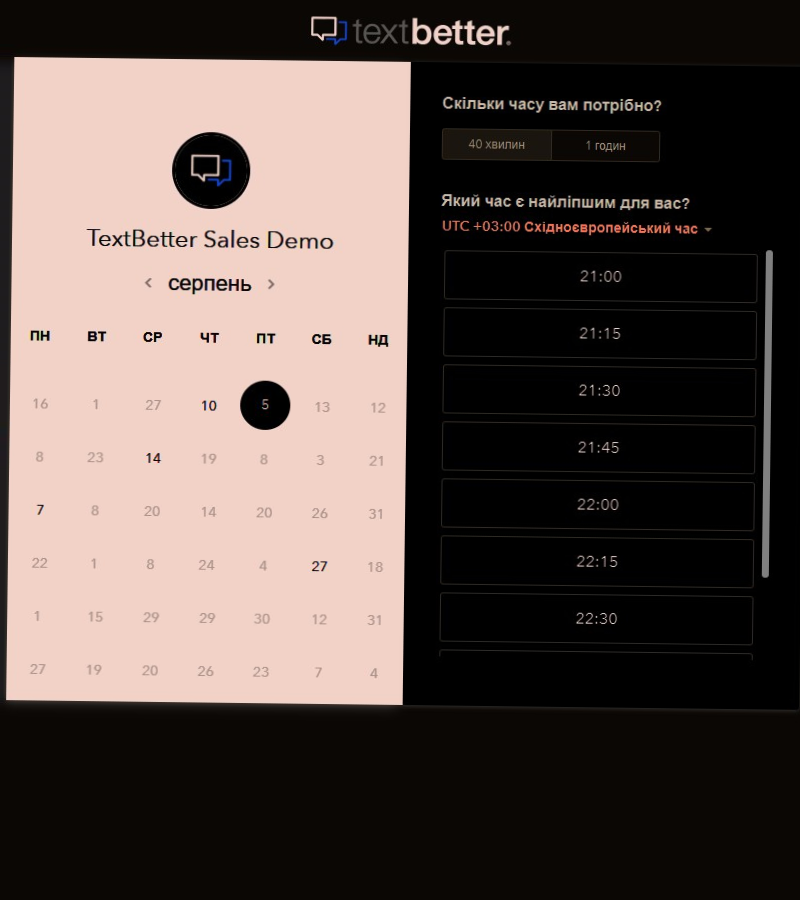 textbetter.
TextBetter Sales Demo
серпень
ПН ВТ СР ЧТ ПТ СБ НД
16 1 27 10 5 13 12
8 23 14 19 8 3 21
7 8 20 14 20 26 31
22 1 8 24 4 27 18
1 15 29 29 30 12 31
27 19 20 26 23 7 4
Скільки часу вам потрібно?
40 хвилин 1 годин
Який час є найліпшим для вас?
UTC +03:00 Східноєвропейський час
21:00
21:15
21:30
21:45
22:00
22:15
22:30